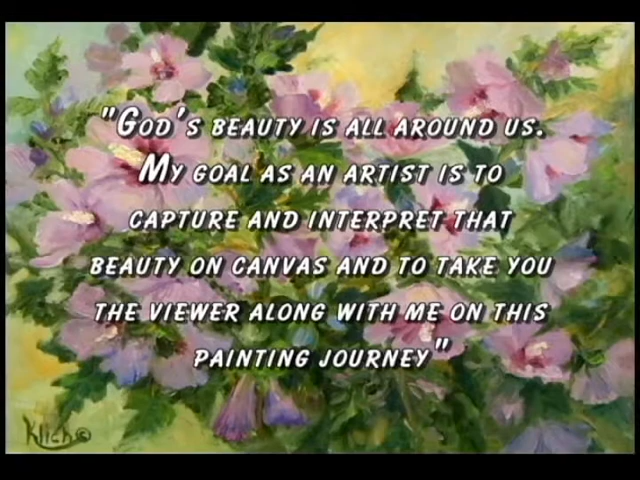 "God's beauty is all around us.
My goal as an artist is to
capture and interpret that
beauty on canvas and to take you
the viewer along with me on this
painting journey"
Klich©